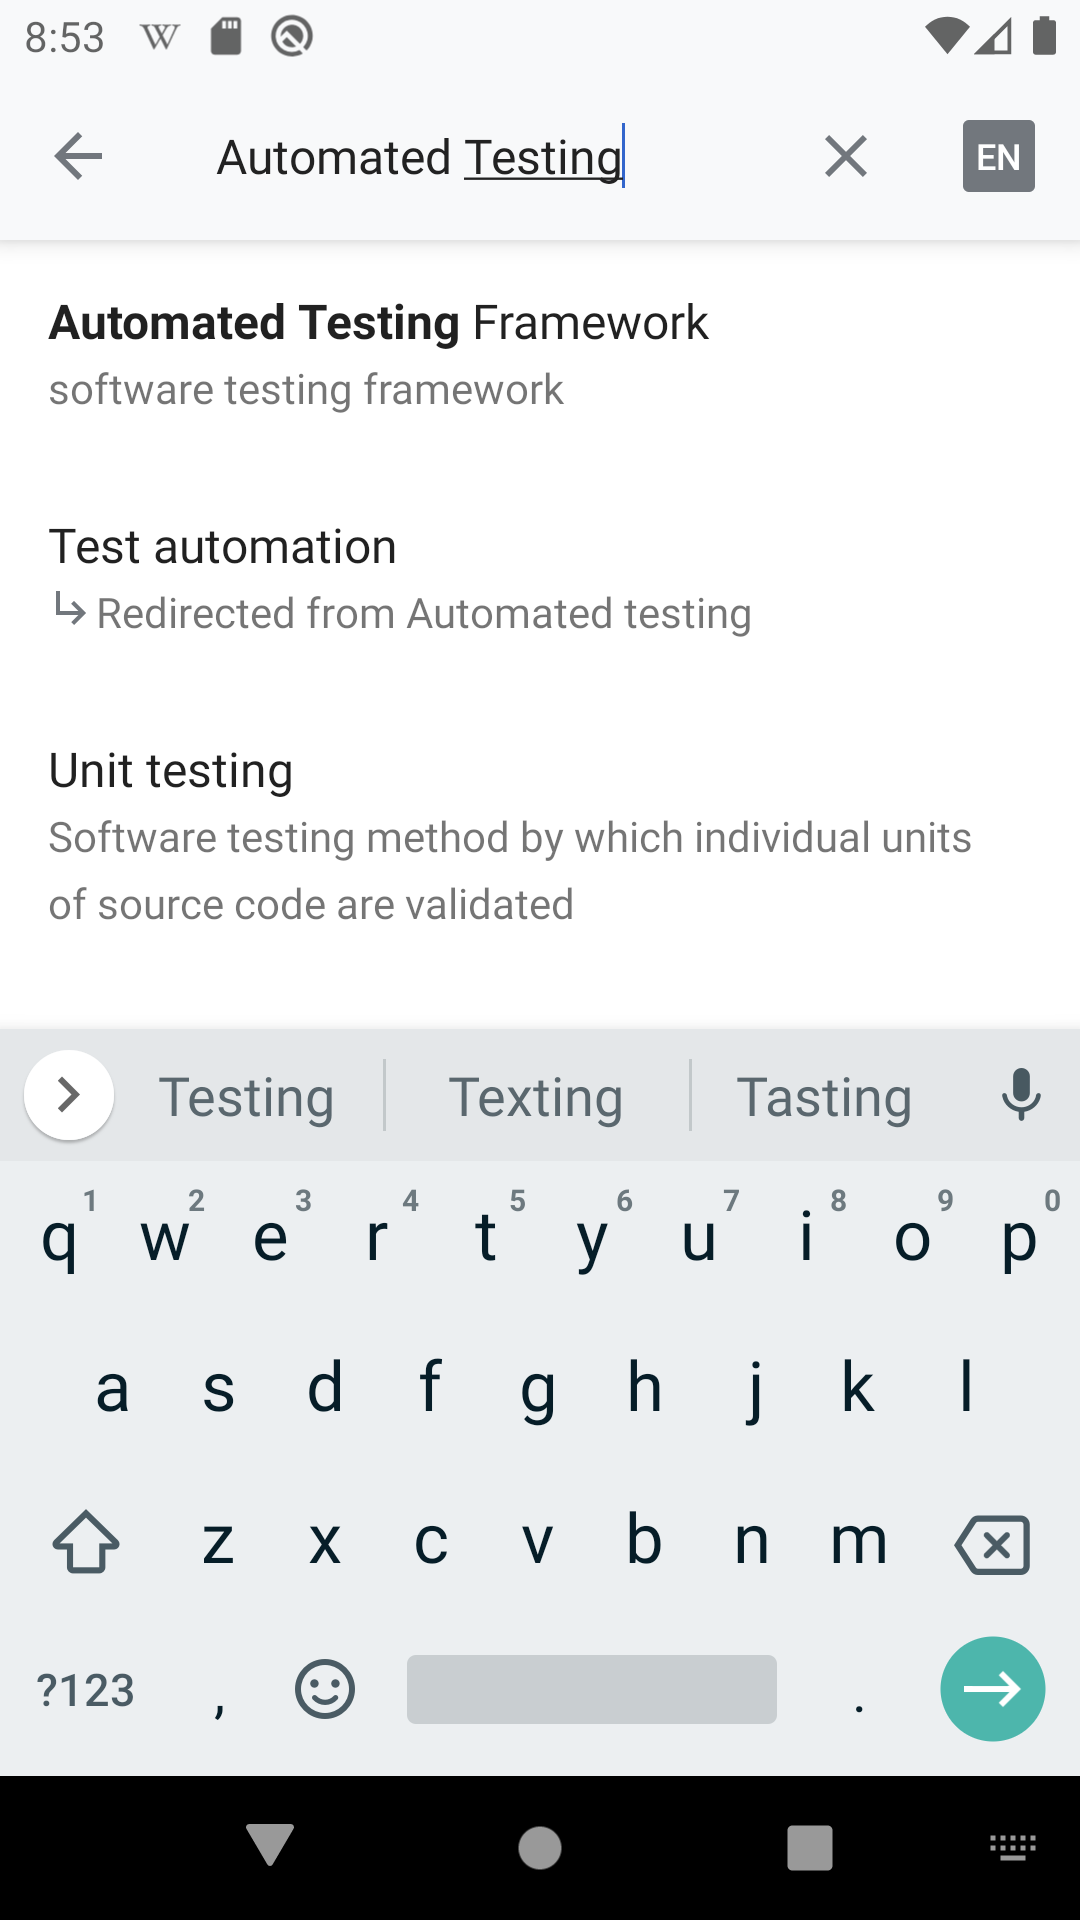 8:53
Automated Testing
EN
Automated Testing Framework
software testing framework
Test automation
Redirected from Automated testing
Unit testing
Software testing method by which individual units
of source code are validated
Testing Texting Tasting
1 2 3 4 5 6 7 8 9 0
q w e r t y u i o p
a s d f g h j k l
z x c v b n m
?123 , .